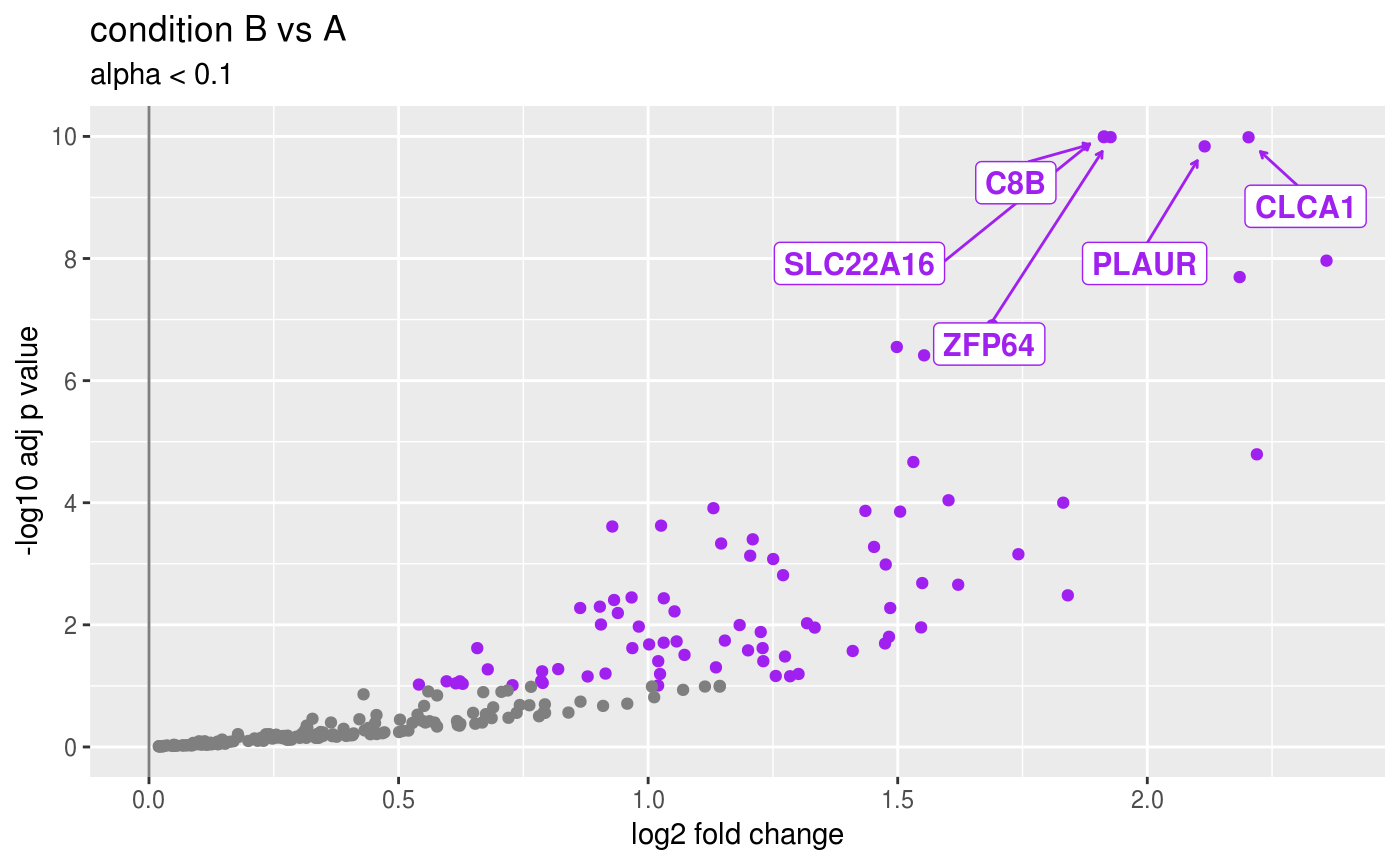 condition B vs A
alpha < 0.1
10
8
6
4
2
0
-log10 adj p value
C8B
CLCA1
SLC22A16
PLAUR
ZFP64
0.0
0.5
1.0
1.5
2.0
log2 fold change